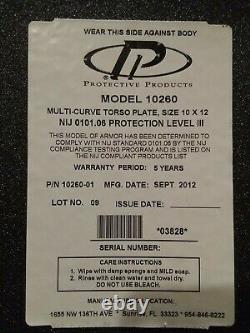 WEAR THIS SIDE AGAINST BODY
PP
®
PROTECTIVE PRODUCTS
MODEL 10260
MULTI-CURVE TORSO PLATE, SIZE 10 X 12
NIJ 0101.06 PROTECTION LEVEL III
THIS MODEL OF ARMOR HAS BEEN DETERMINED TO
COMPLY WITH NIJ STANDARD 0101.06 BY THE NIJ
COMPLIANCE TESTING PROGRAM AND IS LISTED ON
THE NIJ COMPLIANT PRODUCTS LIST
WARRANTY PERIOD: 5 YEARS
P/N 10260-01 MFG. DATE: SEPT 2012
LOT NO. 09 ISSUE DATE:
*03828*
SERIAL NUMBER:
CARE INSTRUCTIONS
1. Wipe with damp sponge and MILD soap.
2. Rinse with clean water and towel dry.
DO NOT USE BLEACH.
MANUFACTURING
1655 NW 136TH AVE * Sunrise, FL 33323 * 954-846-8222